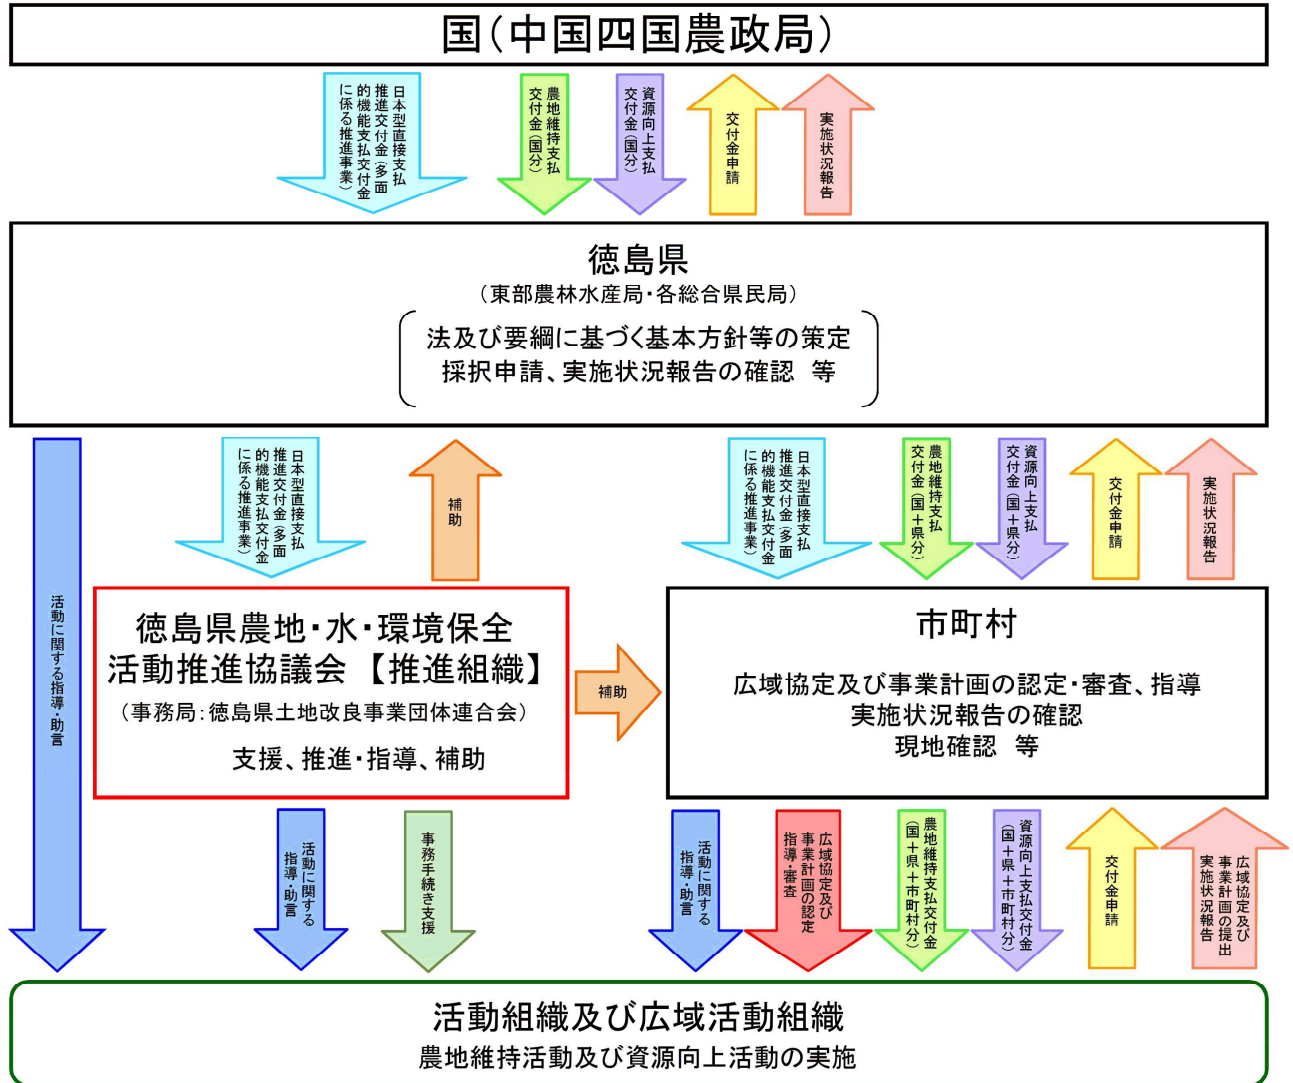 国(中国四国農政局)
日本型直接支払
推進交付金(多面
的機能支払交付金
に係る推進事業)
農地維持支払
交付金(国分)
資源向上支払
交付金(国分)
交付金申請
実施状況報告
徳島県
(東部農林水産局・各総合県民局)
法及び要綱に基づく基本方針等の策定
採択申請、実施状況報告の確認 等
活動に関する指導・助言
日本型直接支払
推進交付金(多面
的機能支払交付金
に係る推進事業)
補助
日本型直接支払
推進交付金(多面
的機能支払交付金
に係る推進事業)
農地維持支払
交付金(国+県分)
資源向上支払
交付金(国+県分)
交付金申請
実施状況報告
徳島県農地・水・環境保全
活動推進協議会 【推進組織】
(事務局:徳島県土地改良事業団体連合会)
支援、推進・指導、補助
補助
市町村
広域協定及び事業計画の認定・審査、指導
実施状況報告の確認
現地確認 等
活動に関する
指導・助言
事務手続き支援
活動に関する
指導・助言
広域協定及び
事業計画の認定
指導・審査
農地維持支払交付金
(国+県+市町村分)
資源向上支払交付金
(国+県+市町村分)
交付金申請
広域協定及び
事業計画の提出
実施状況報告
活動組織及び広域活動組織
農地維持活動及び資源向上活動の実施